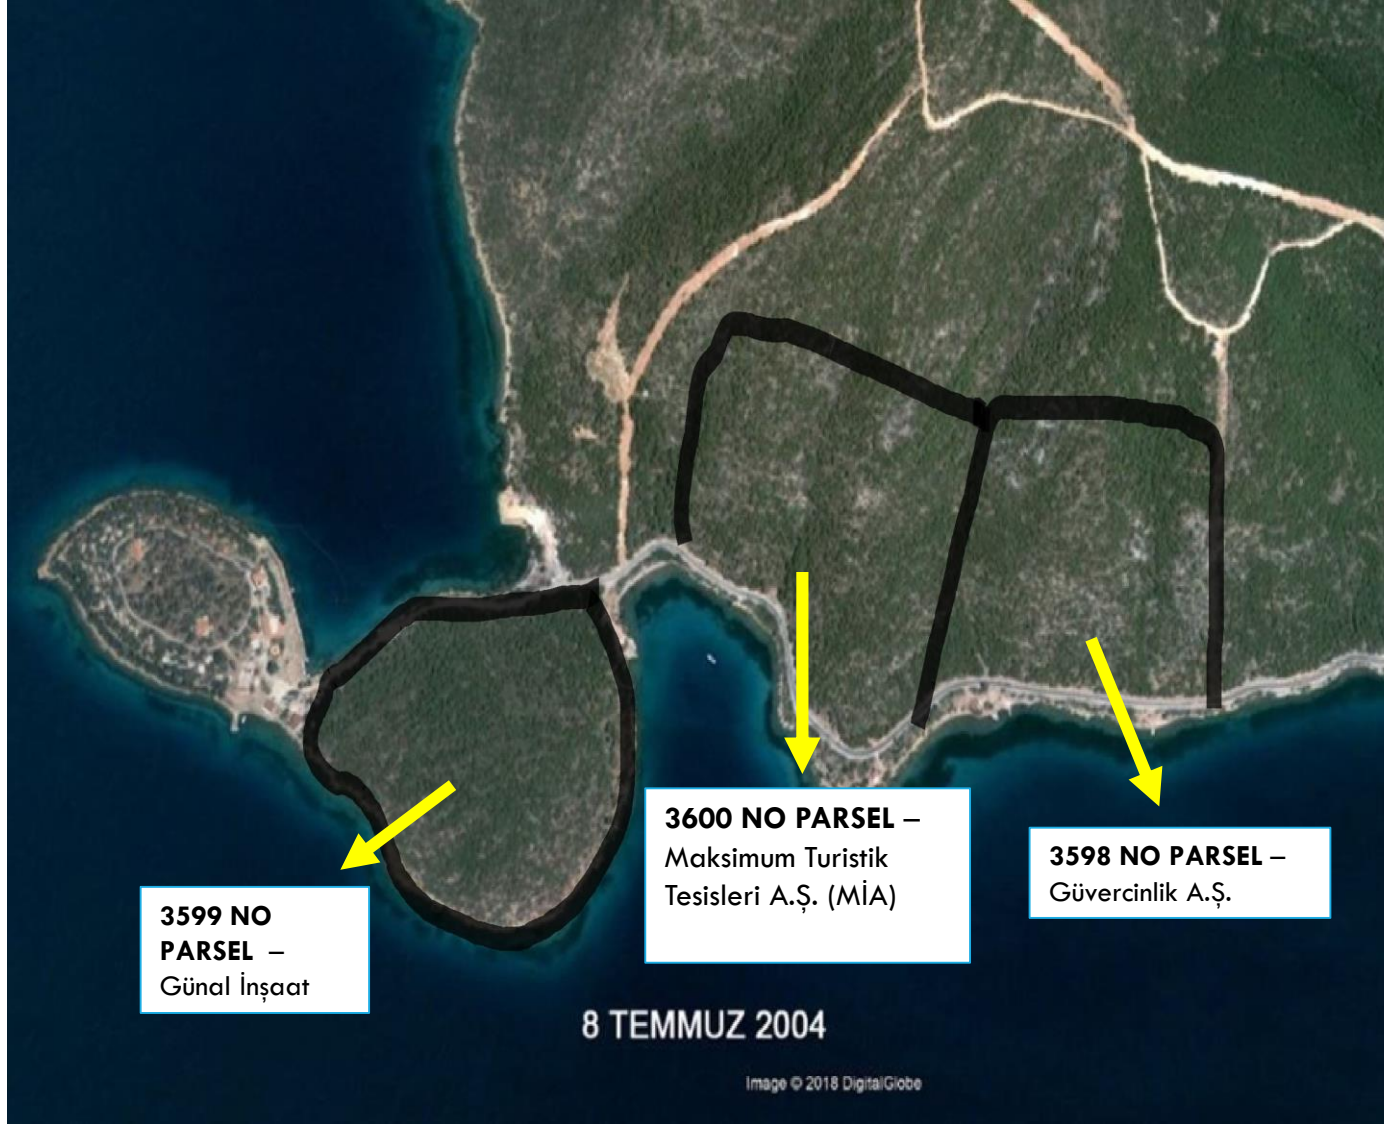 3600 NO PARSEL –
Maksimum Turistik
Tesisleri A.Ş. (MİA)
3598 NO PARSEL –
Güvercinlik A.Ş.
3599 NO
PARSEL –
Günal İnşaat
8 TEMMUZ 2004
Image © 2018 DigitalGlobe